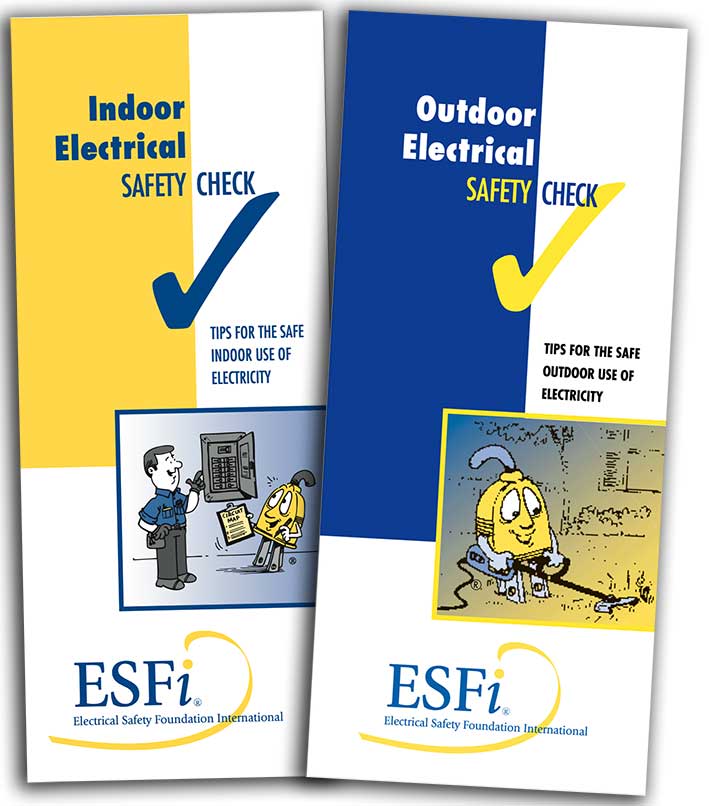 Indoor
Electrical
SAFETY CHECK
TIPS FOR THE SAFE
INDOOR USE OF
ELECTRICITY
CIRCUIT
MAP
®
ESFi®
Electrical Safety Foundation International
Outdoor
Electrical
SAFETY CHECK
TIPS FOR THE SAFE
OUTDOOR USE OF
ELECTRICITY
®
ESFi®
Electrical Safety Foundation International